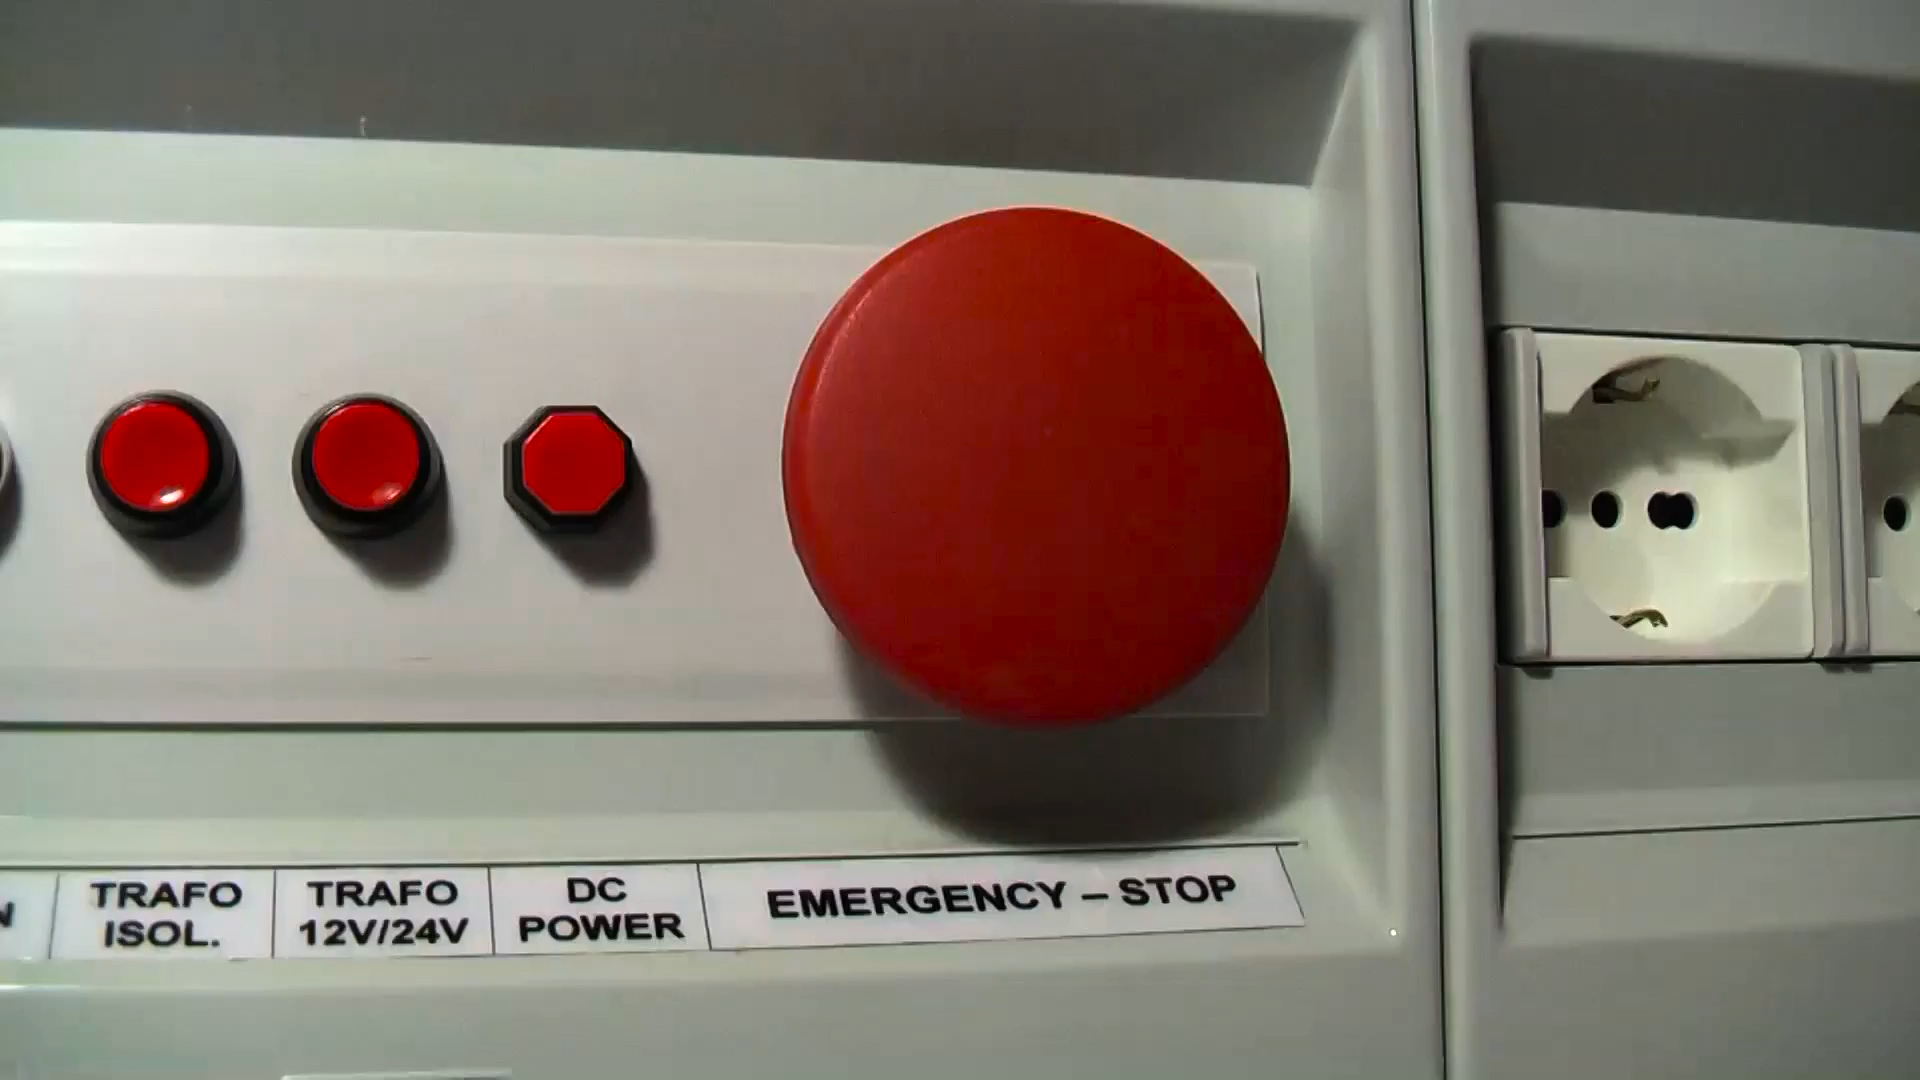 N
TRAFO
ISOL.
TRAFO
12V/24V
DC
POWER
EMERGENCY – STOP